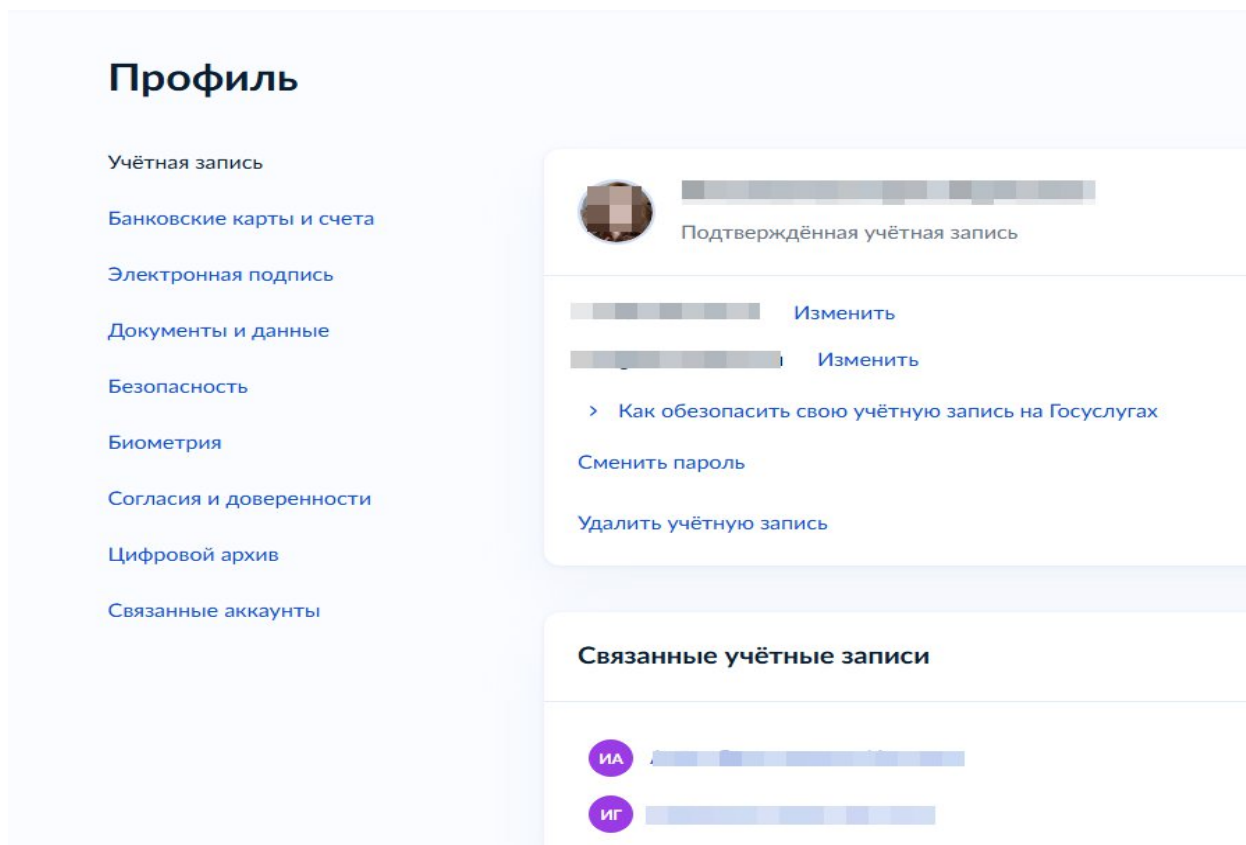 Профиль
Учётная запись
Банковские карты и счета
Электронная подпись
Документы и данные
Безопасность
Биометрия
Согласия и доверенности
Цифровой архив
Связанные аккаунты
Подтверждённая учётная запись
Изменить
Изменить
Как обезопасить свою учётную запись на Госуслугах
Сменить пароль
Удалить учётную запись
Связанные учётные записи
ИА
ИГ